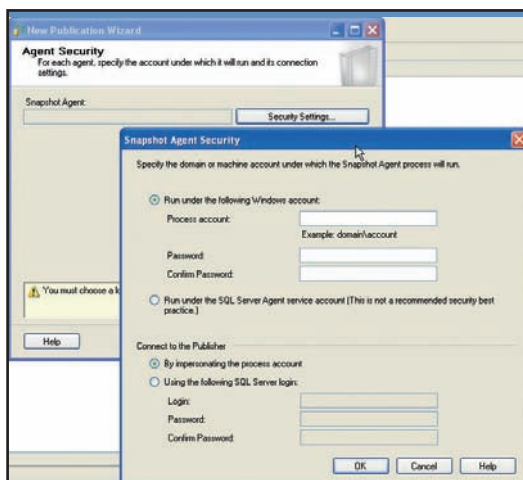 New Publication Wizard
Agent Security
For each agent, specify the account under which it will run and its connection
settings.
Snapshot Agent:
Security Settings...
Snapshot Agent Security
Specify the domain or machine account under which the Snapshot Agent process will run.
Run under the following Windows account:
Process account:
Example: domain\account
Password:
Confirm Password:
You must choose a
Run under the SQL Server Agent service account (This is not a recommended security best
practice.)
Help
Connect to the Publisher
By impersonating the process account
Using the following SQL Server login:
Login:
Password:
Confirm Password:
OK
Cancel
Help